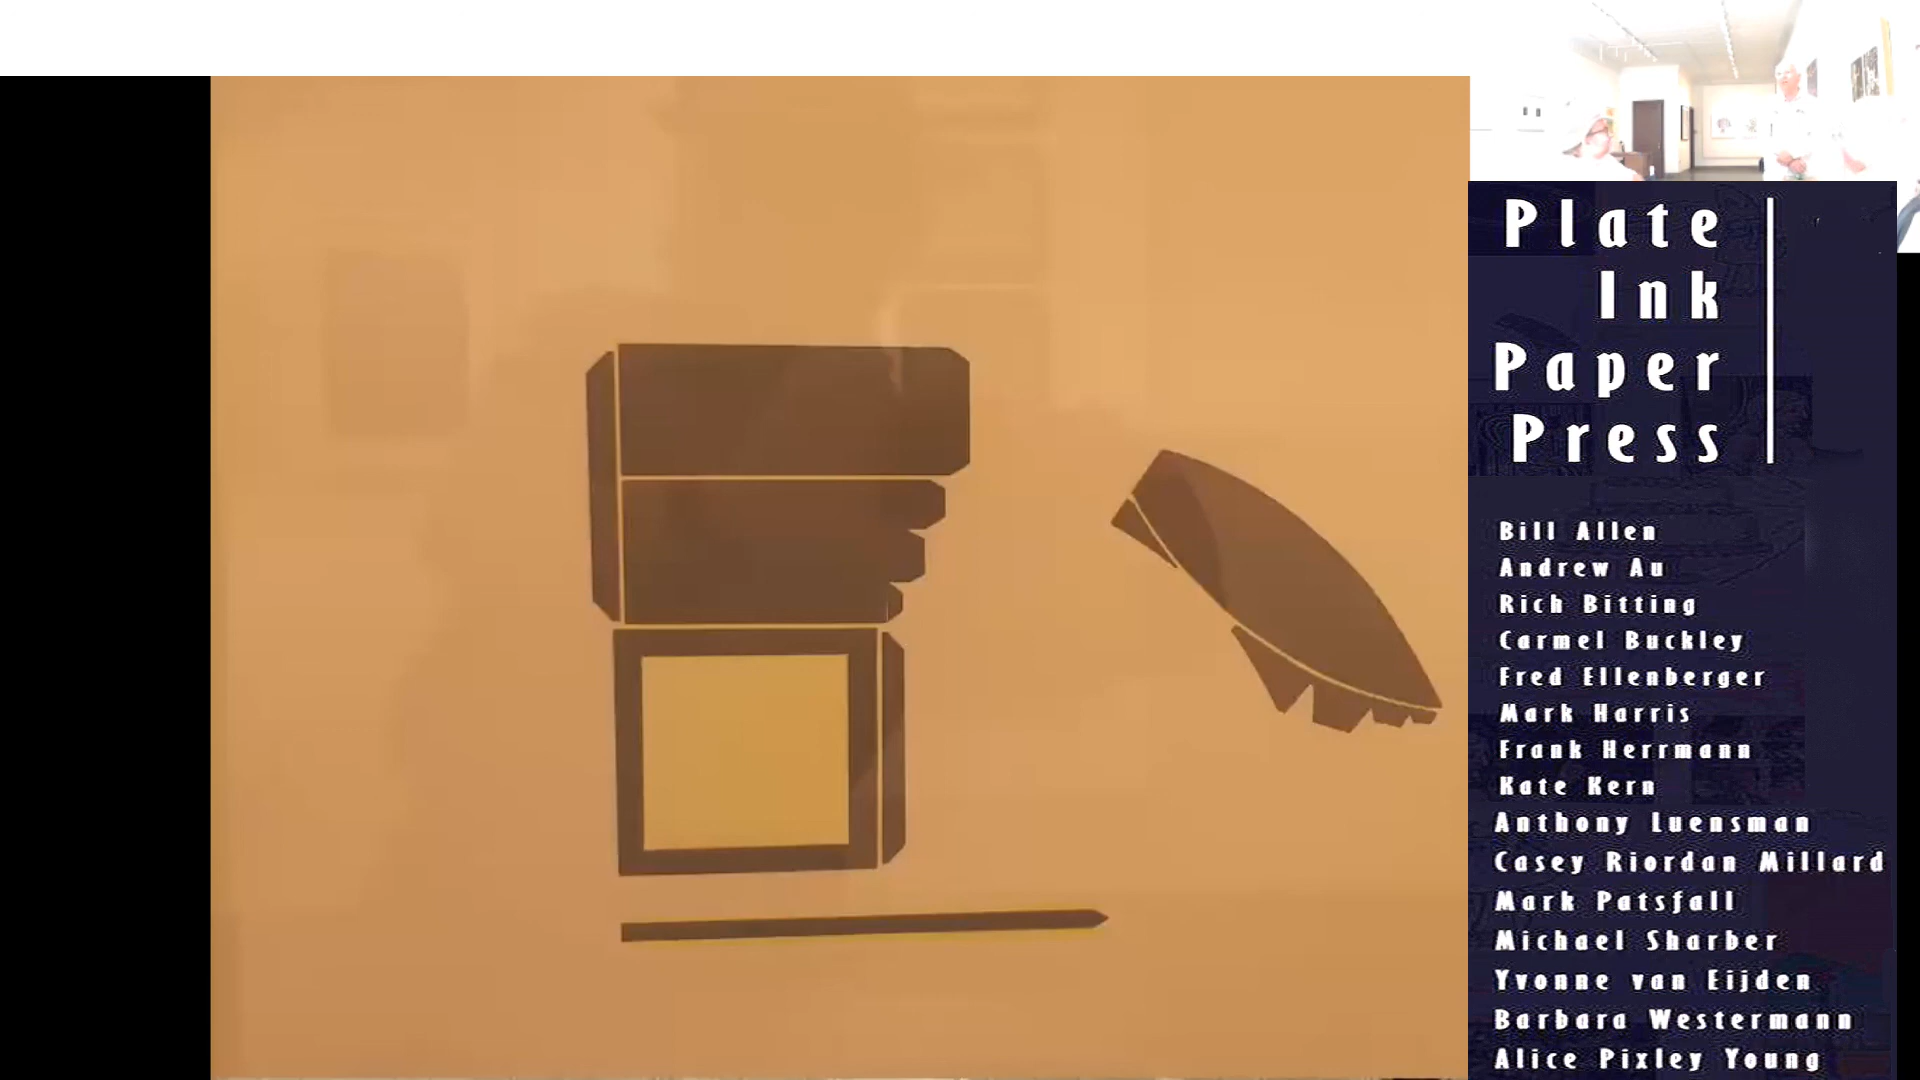 Plate
Ink
Paper
Press
Bill Allen
Andrew Au
Rich Bitting
Carmel Buckley
Fred Ellenberger
Mark Harris
Frank Herrmann
Kate Kern
Anthony Luensman
Casey Riordan Millard
Mark Patsfall
Michael Sharber
Yvonne van Eijden
Barbara Westermann
Alice Pixley Young